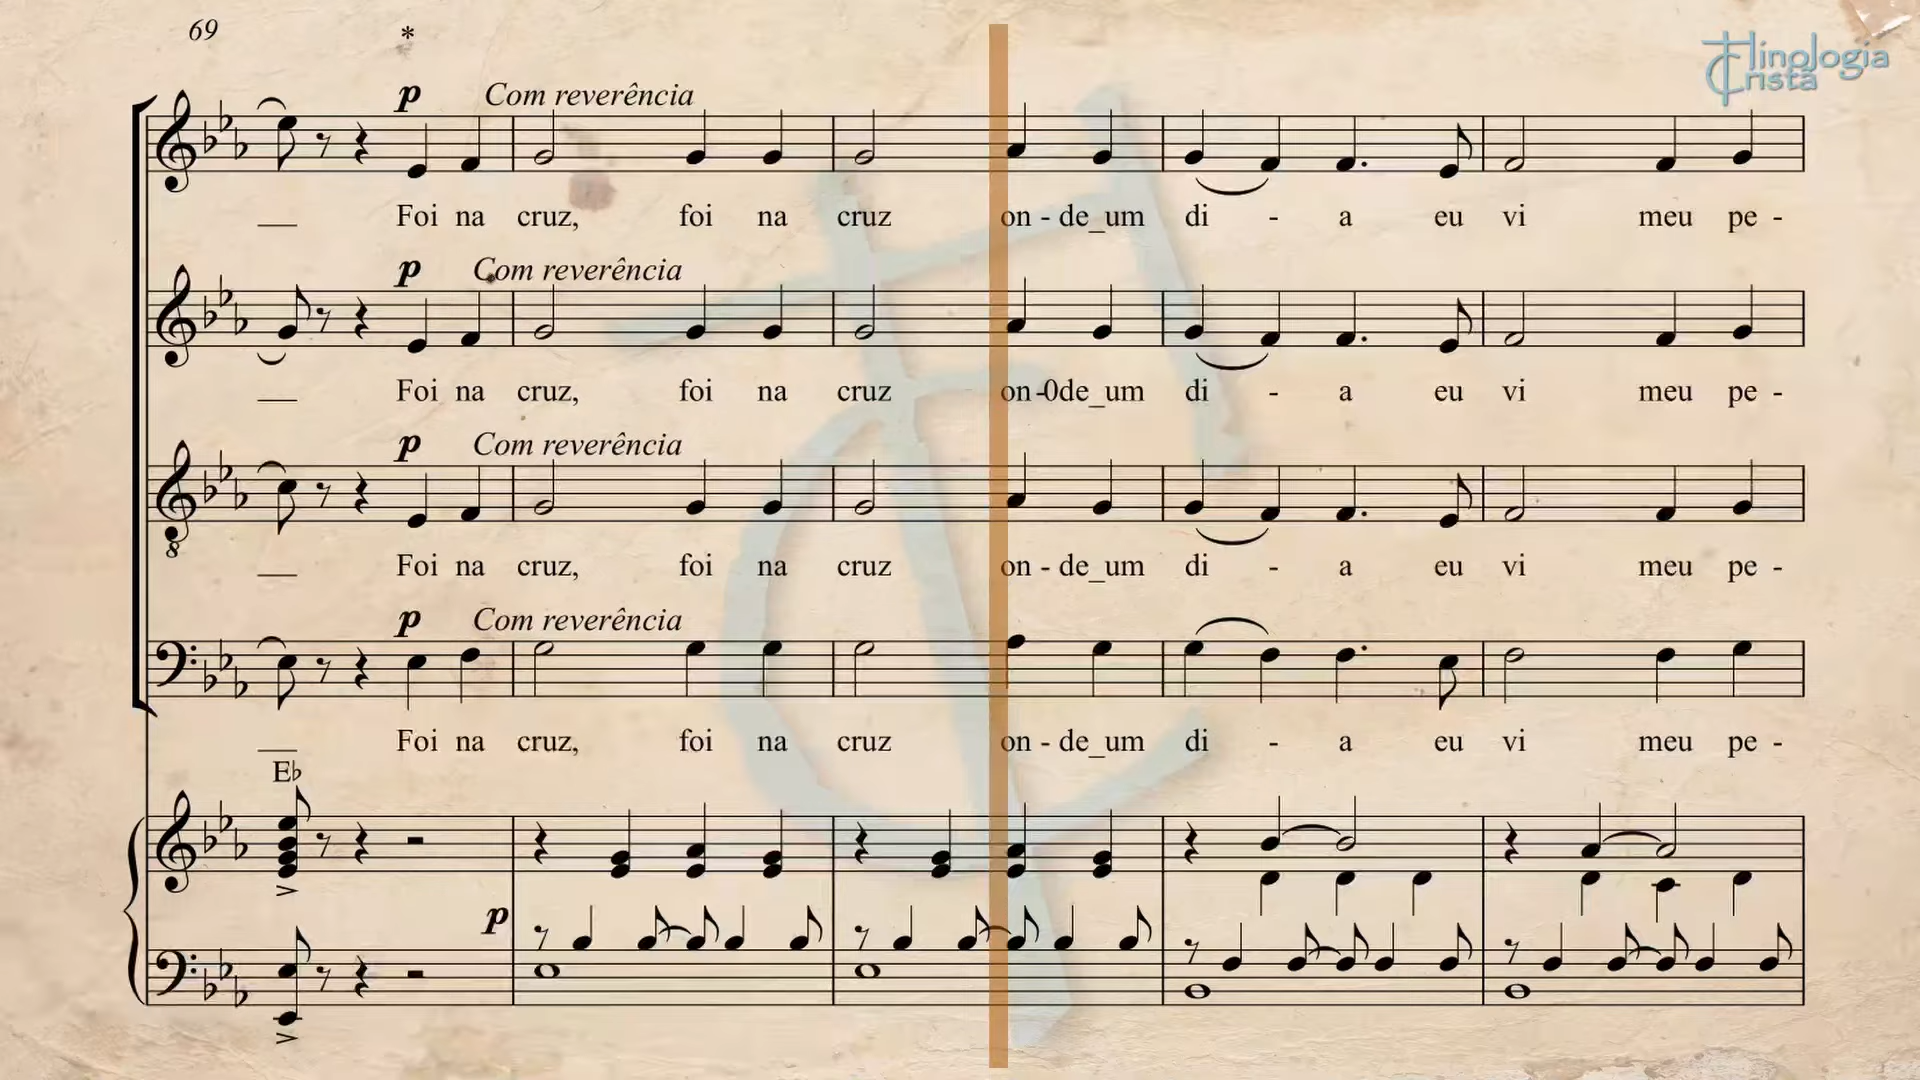 69
*
Hinologia
Cristã
p Com reverência
Foi na cruz, foi na cruz on - de_um di - a eu vi meu pe -
p Com reverência
Foi na cruz, foi na cruz on-0de_um di - a eu vi meu pe -
p Com reverência
8
Foi na cruz, foi na cruz on - de_um di - a eu vi meu pe -
p Com reverência
Foi na cruz, foi na cruz on - de_um di - a eu vi meu pe -
E♭
p